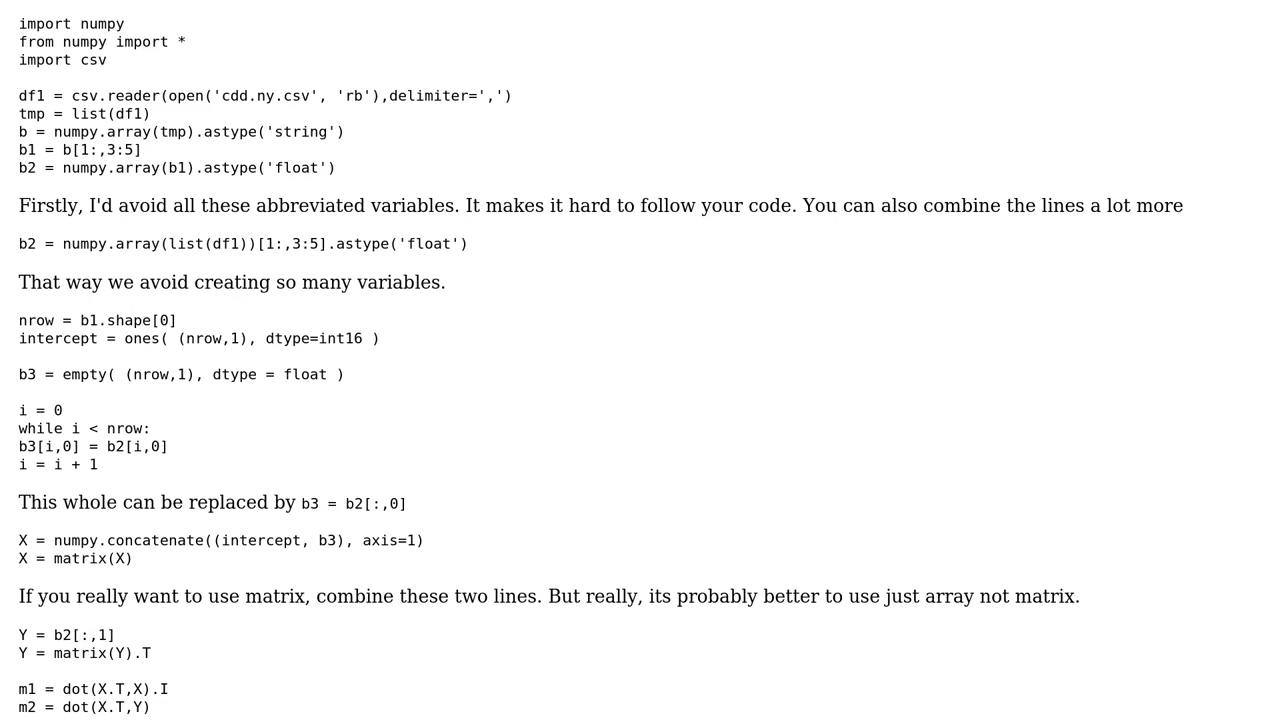 import numpy
from numpy import *
import csv
df1 = csv.reader(open('cdd.ny.csv', 'rb'),delimiter=',')
tmp = list(df1)
b = numpy.array(tmp).astype('string')
b1 = b[1:,3:5]
b2 = numpy.array(b1).astype('float')
Firstly, I'd avoid all these abbreviated variables. It makes it hard to follow your code. You can also combine the lines a lot more
b2 = numpy.array(list(df1))[1:,3:5].astype('float')
That way we avoid creating so many variables.
nrow = b1.shape[0]
intercept = ones( (nrow,1), dtype=int16 )
b3 = empty( (nrow,1), dtype = float )
i = 0
while i < nrow:
b3[i,0] = b2[i,0]
i = i + 1
This whole can be replaced by b3 = b2[:,0]
X = numpy.concatenate((intercept, b3), axis=1)
X = matrix(X)
If you really want to use matrix, combine these two lines. But really, its probably better to use just array not matrix.
Y = b2[:,1]
Y = matrix(Y).T
m1 = dot(X.T,X).I
m2 = dot(X.T,Y)